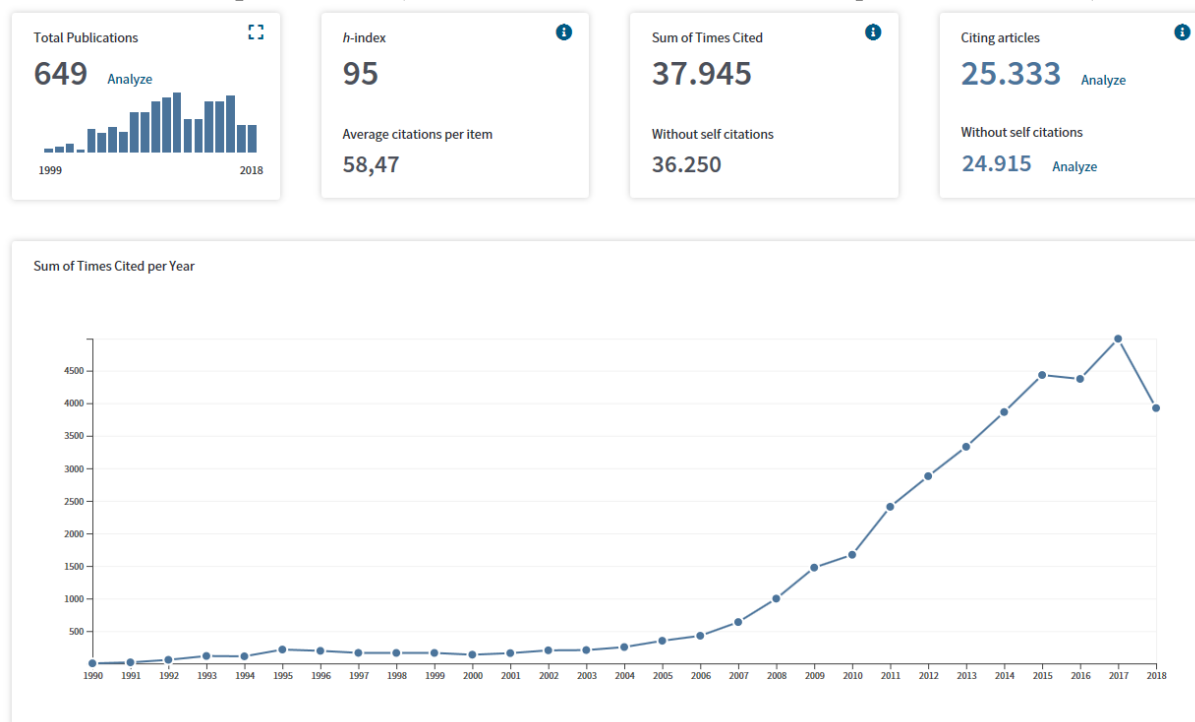 Total Publications
649 Analyze
1999 2018
h-index
95
Average citations per item
58,47
Sum of Times Cited
37.945
Without self citations
36.250
Citing articles
25.333 Analyze
Without self citations
24.915 Analyze
Sum of Times Cited per Year
4500
4000
3500
3000
2500
2000
1500
1000
500
1990 1991 1992 1993 1994 1995 1996 1997 1998 1999 2000 2001 2002 2003 2004 2005 2006 2007 2008 2009 2010 2011 2012 2013 2014 2015 2016 2017 2018